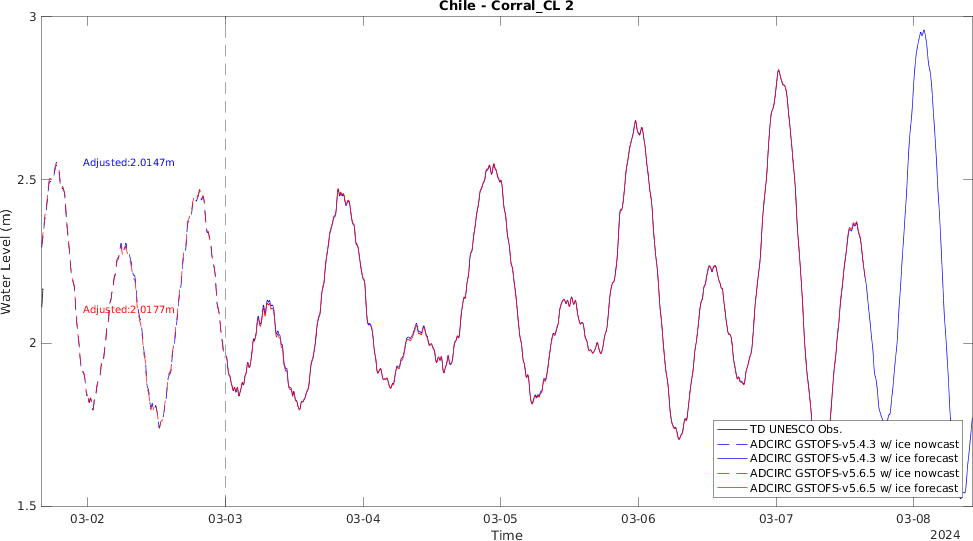 Chile - Corral_CL 2
3
2.5
2
1.5
Water Level (m)
Adjusted:2.0147m
Adjusted:2.0177m
TD UNESCO Obs.
ADCIRC GSTOFS-v5.4.3 w/ ice nowcast
ADCIRC GSTOFS-v5.4.3 w/ ice forecast
ADCIRC GSTOFS-v5.6.5 w/ ice nowcast
ADCIRC GSTOFS-v5.6.5 w/ ice forecast
03-02 03-03 03-04 03-05 03-06 03-07 03-08
Time
2024